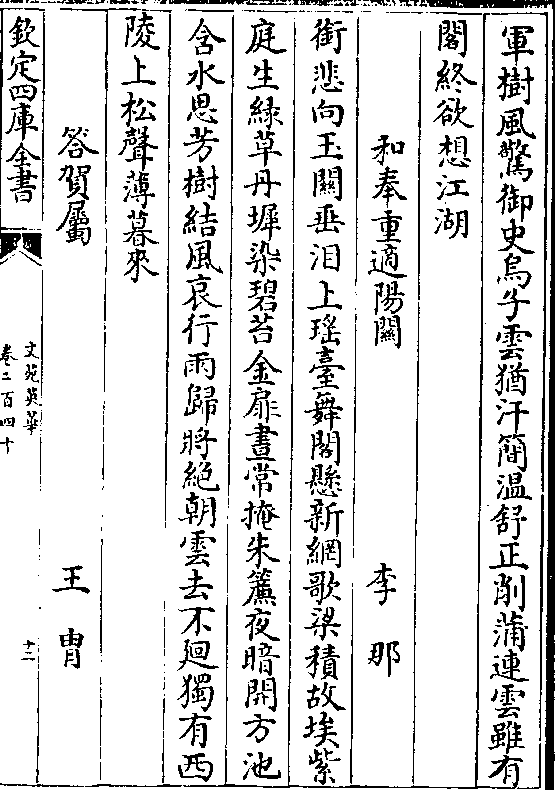 軍樹風驚御史烏子雲猶汗簡溫舒正削蒲連雲雖有
閣終欲想江湖
和奉重適陽關 李那
銜悲向玉關垂淚上瑤臺舞閣懸新網歌梁積故埃紫
庭生綠草丹墀染碧苔金扉晝常掩朱簾夜暗開方池
含水思芳樹結風哀行雨歸將絶朝雲去不廻獨有西
陵上松聲薄暮來
答賀屬 王冑
欽定四庫全書
文苑英華
卷二百四十
十二